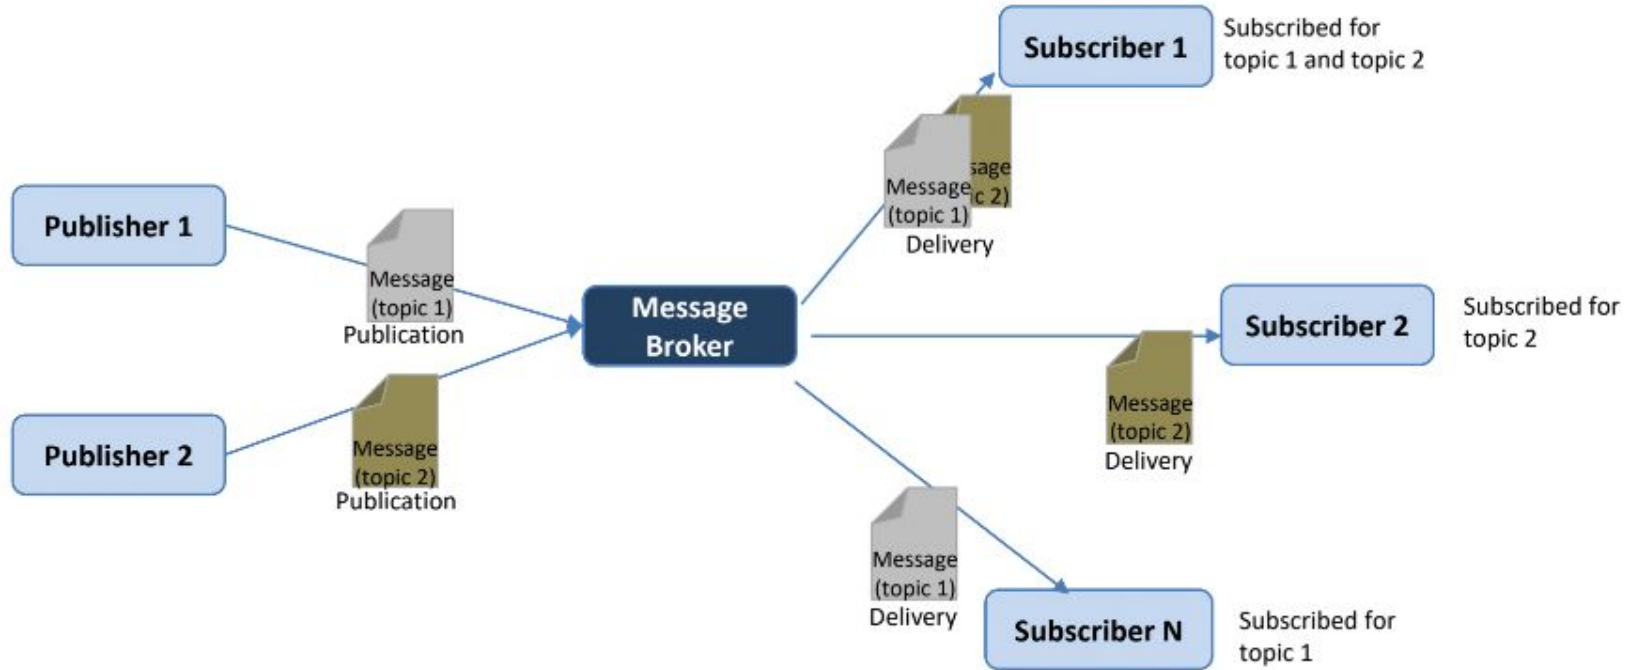 Subscriber 1
Subscribed for
topic 1 and topic 2
sage
c 2)
Message
(topic 1)
Delivery
Publisher 1
Message
(topic 1)
Publication
Message
Broker
Subscriber 2
Subscribed for
topic 2
Message
(topic 2)
Delivery
Publisher 2
Message
(topic 2)
Publication
Message
(topic 1)
Delivery
Subscriber N
Subscribed for
topic 1